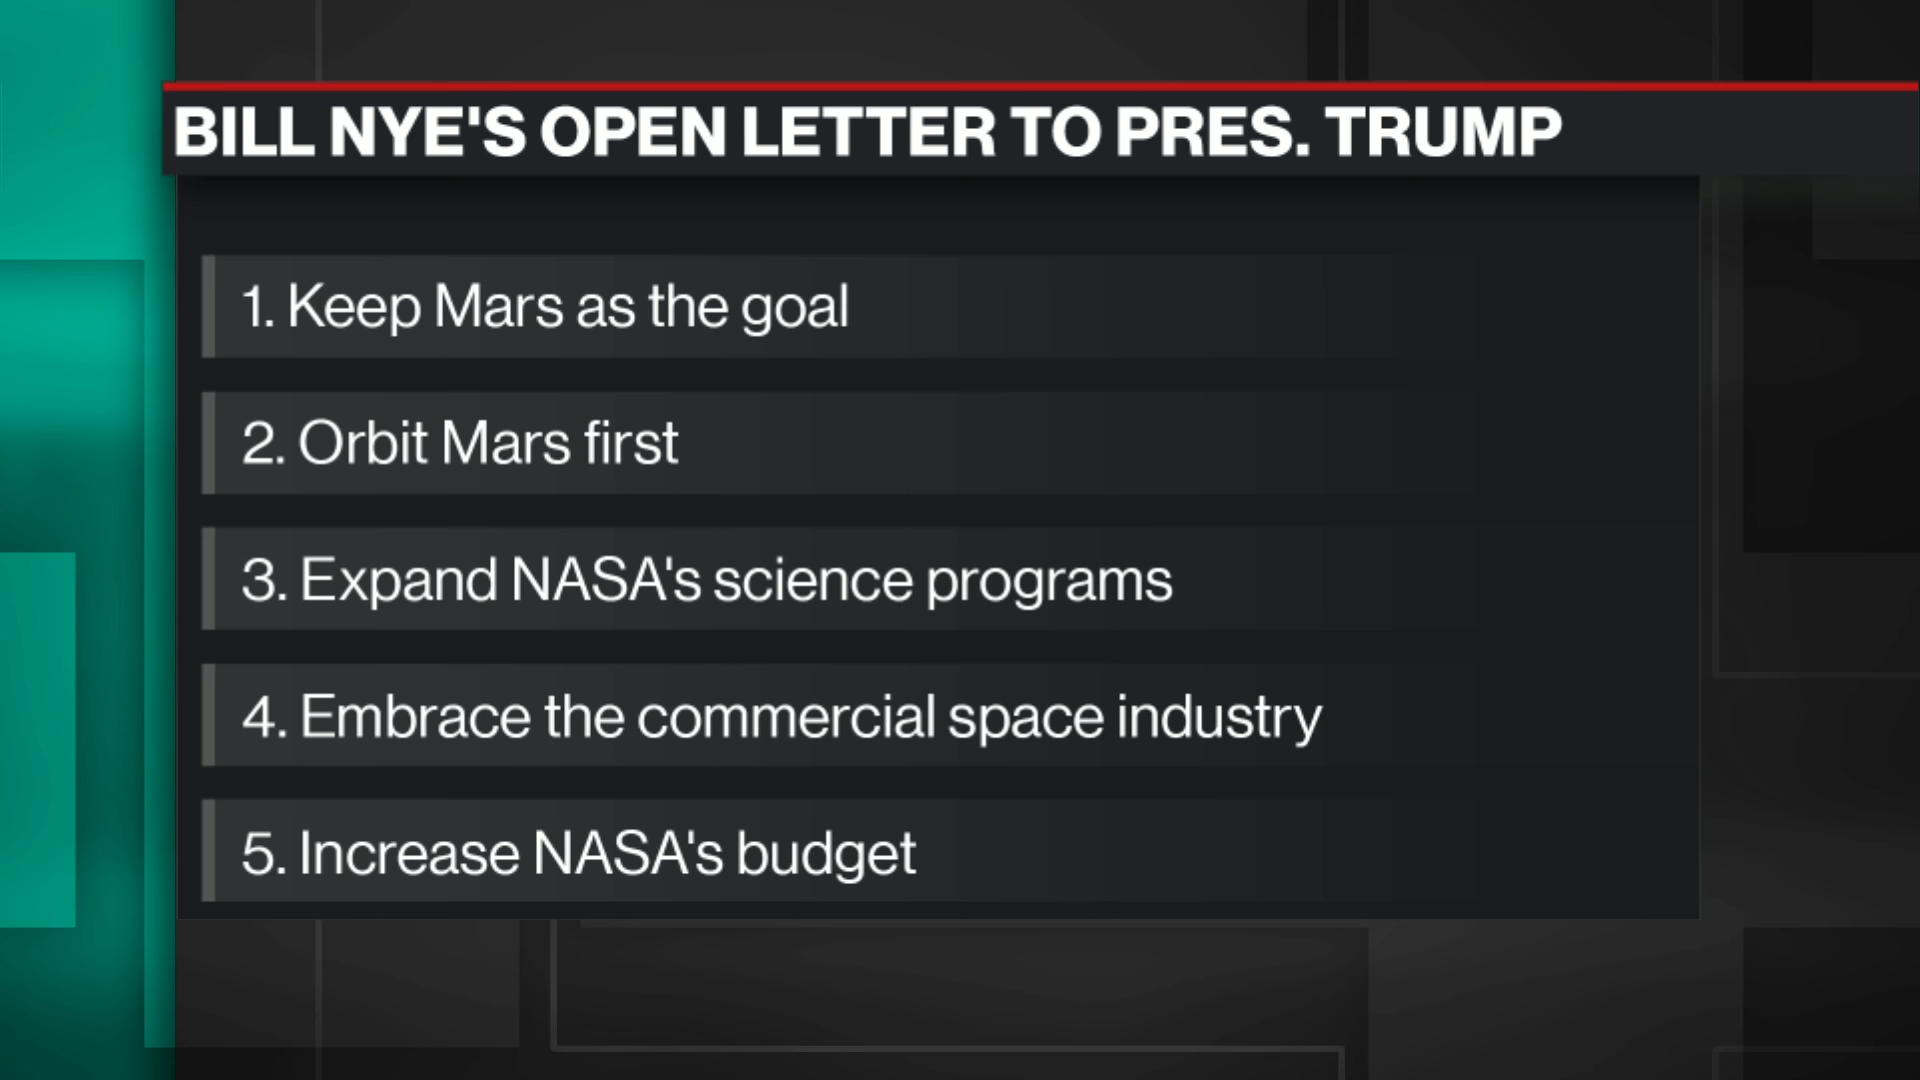 BILL NYE'S OPEN LETTER TO PRES. TRUMP
1. Keep Mars as the goal
2. Orbit Mars first
3. Expand NASA's science programs
4. Embrace the commercial space industry
5. Increase NASA's budget